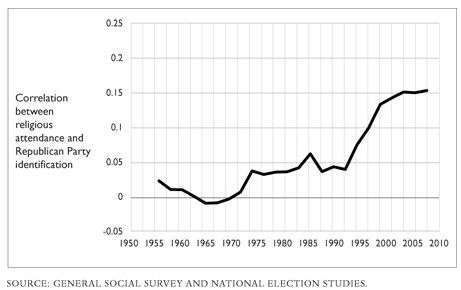 0.25
0.2
Correlation
between
religious
attendance and
Republican Party
identification
0.15
0.1
0.05
0
-0.05
1950 1955 1960 1965 1970 1975 1980 1985 1990 1995 2000 2005 2010
SOURCE: GENERAL SOCIAL SURVEY AND NATIONAL ELECTION STUDIES.